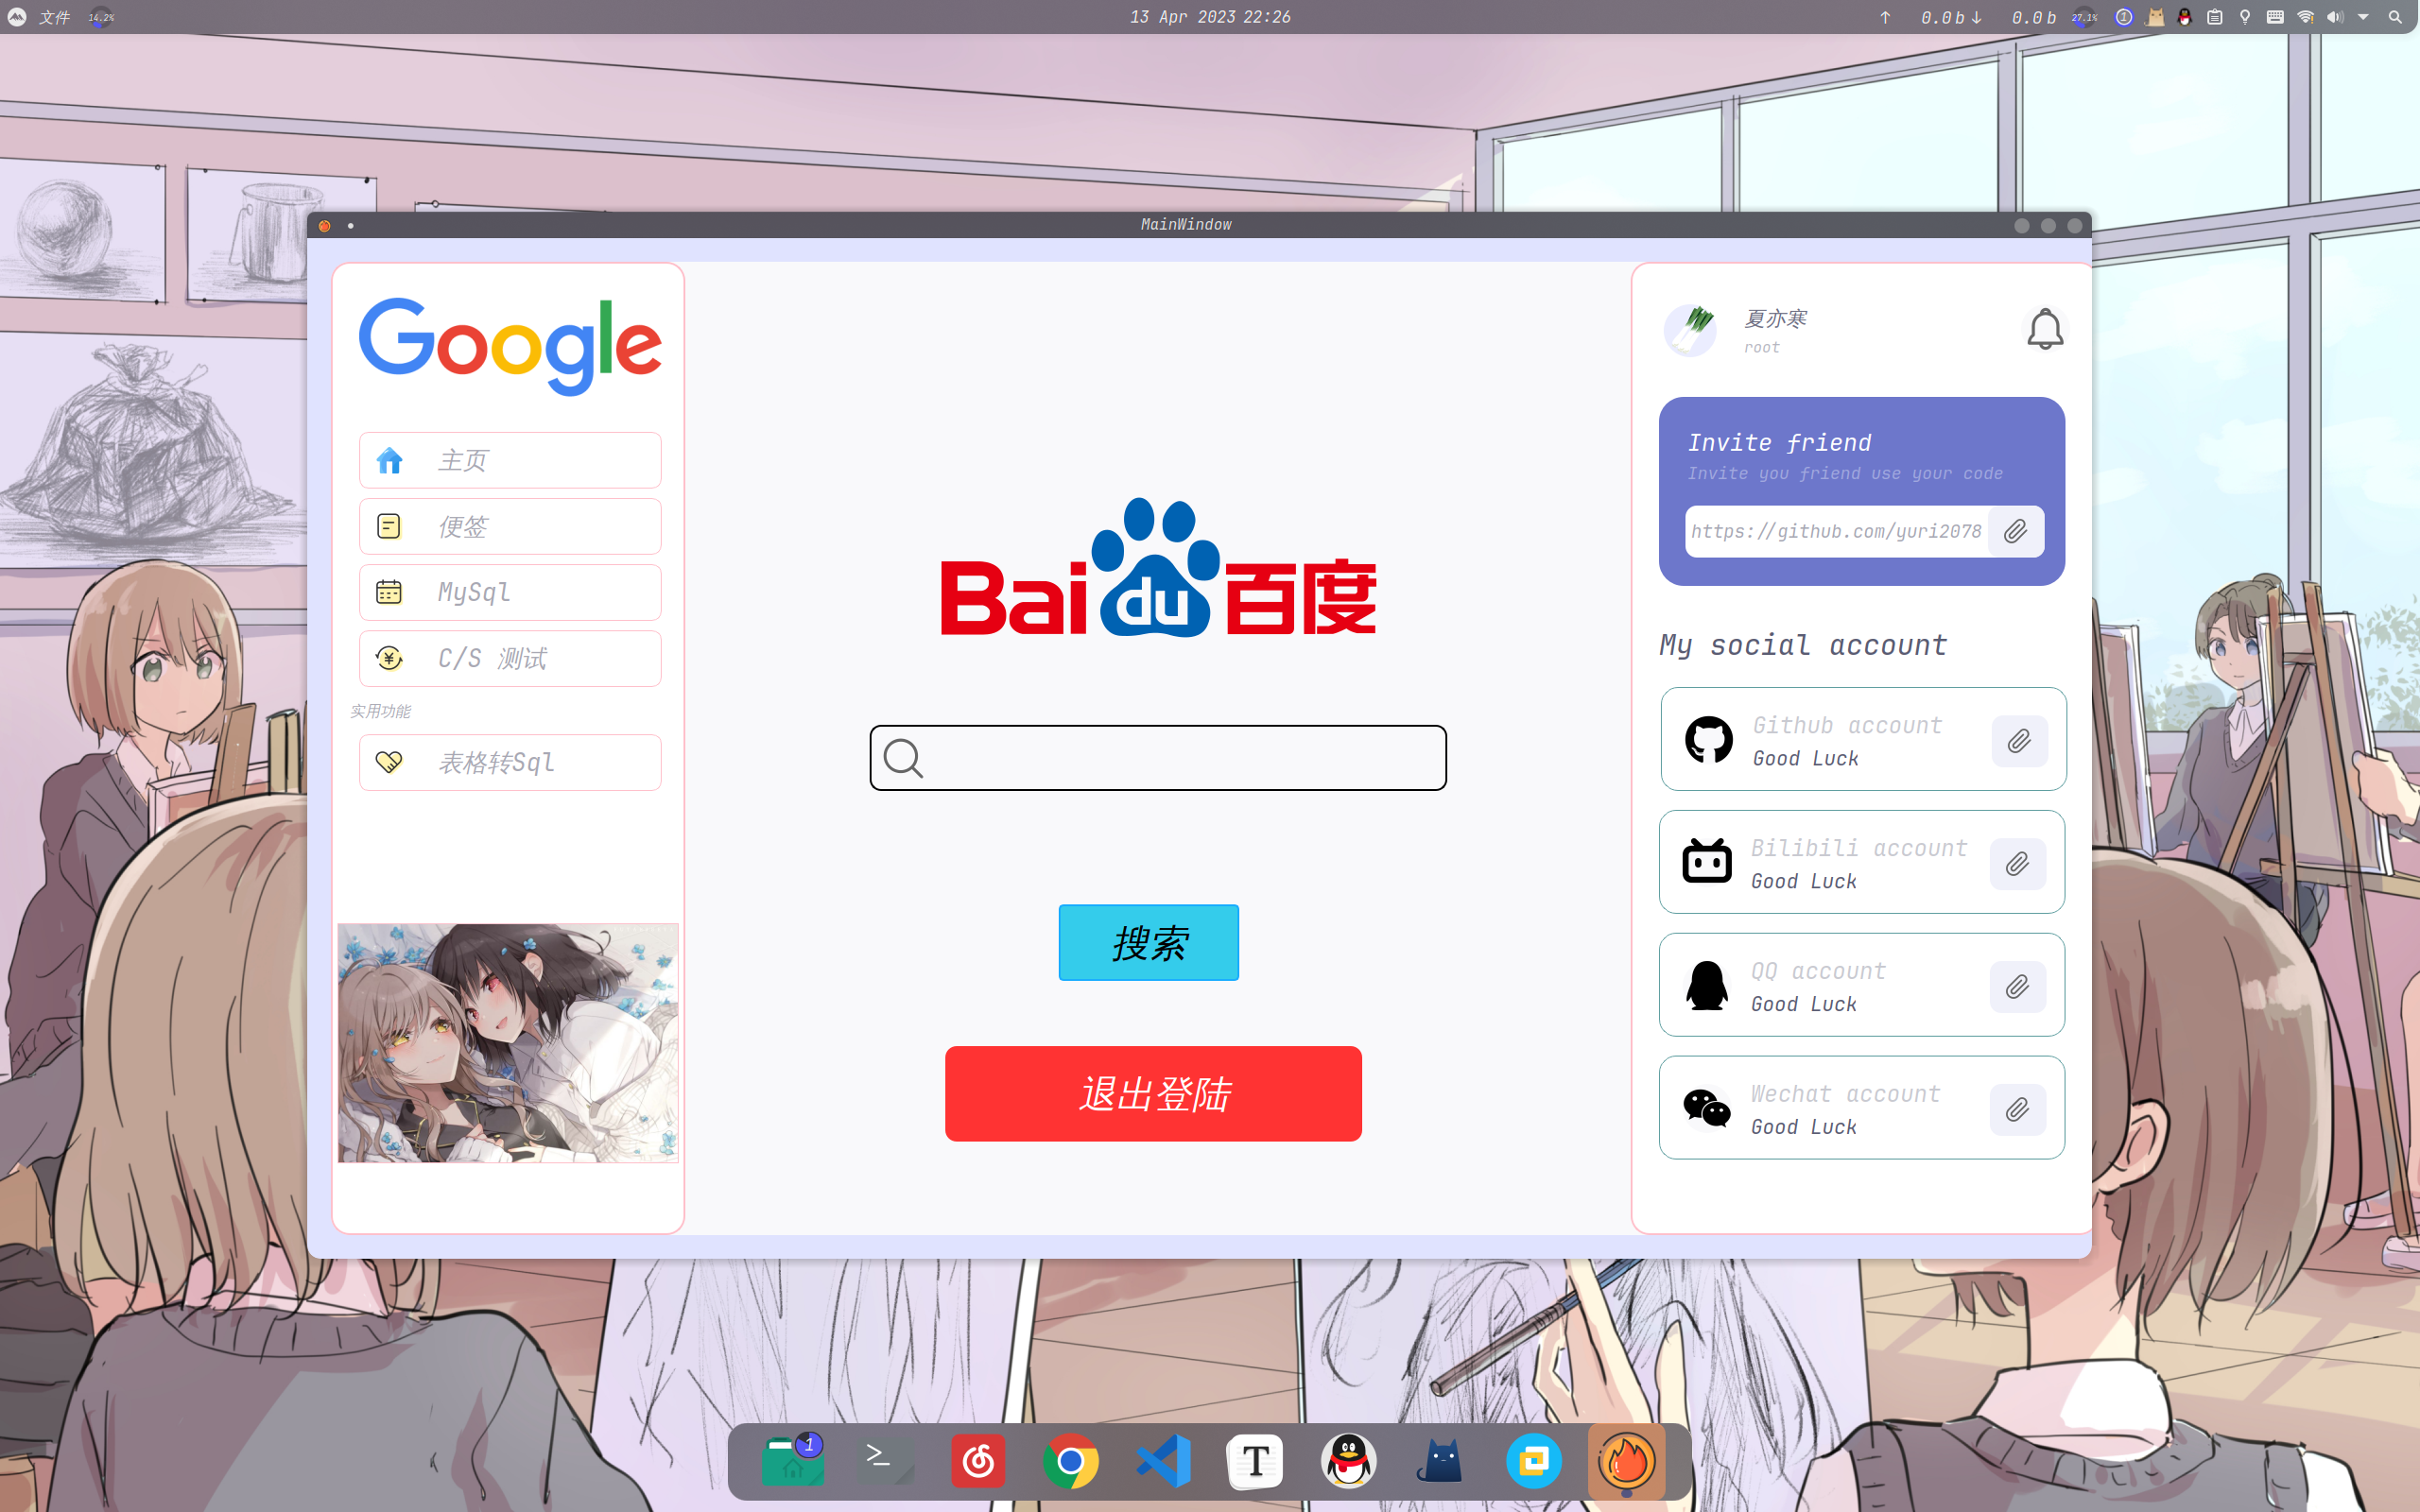 文件
14.2%
13 Apr 2023 22:26
↑ 0.0 b ↓ 0.0 b
27.1%
1
MainWindow
Google
主页
便签
MySql
C/S 测试
实用功能
表格转Sql
Bai du 百度
搜索
退出登陆
夏亦寒
root
Invite friend
Invite you friend use your code
https://github.com/yuri2078
My social account
Github account
Good Luck
Bilibili account
Good Luck
QQ account
Good Luck
Wechat account
Good Luck
1
>_
T